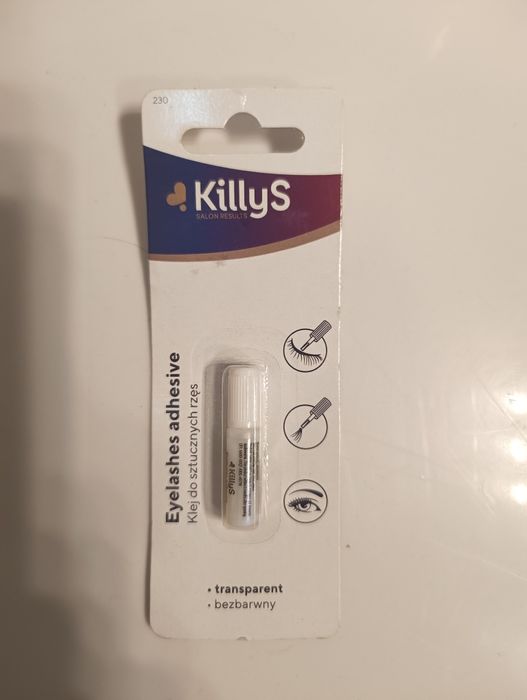 230
KillyS
SALON RESULTS
Eyelashes adhesive
Klej do sztucznych rzęs
KillyS
• transparent
• bezbarwny